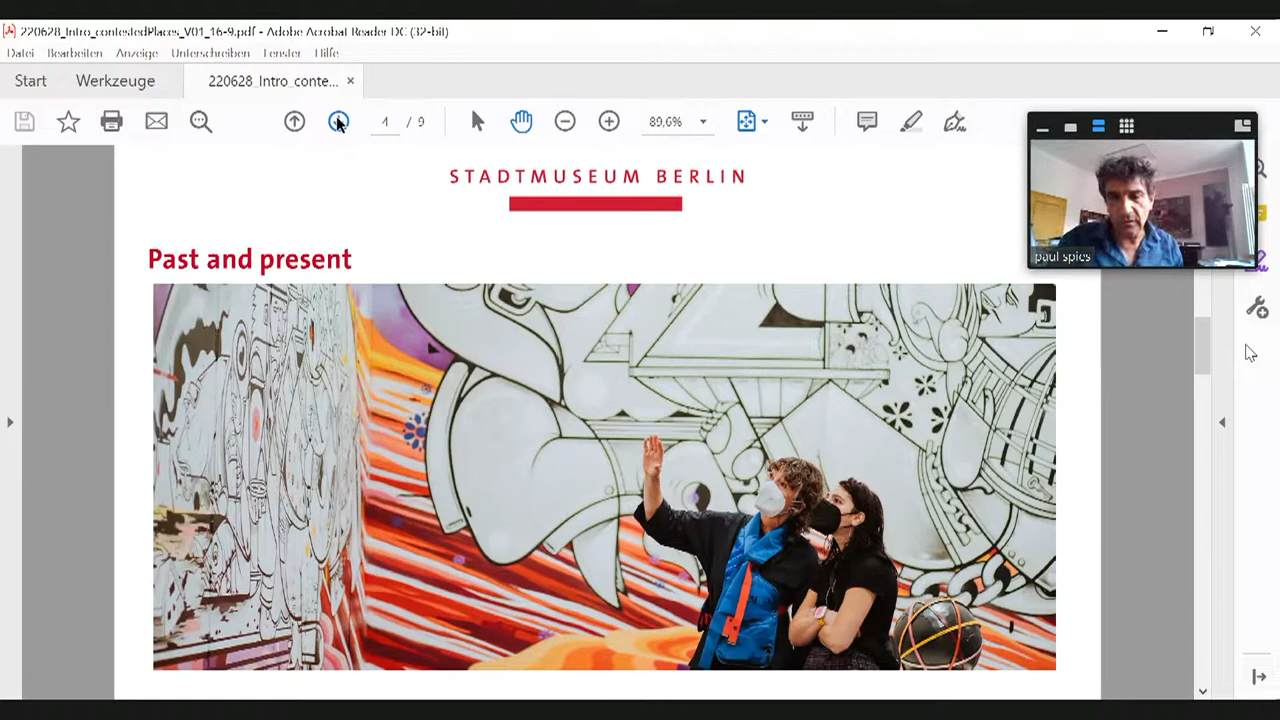 220628_Intro_contestedPlaces_V01_16-9.pdf - Adobe Acrobat Reader DC (32-bit)
Datei Bearbeiten Anzeige Unterschreiben Fenster Hilfe
Start Werkzeuge 220628_Intro_conte... ×
4 / 9 89,6%
STADTMUSEUM BERLIN
Past and present
paul spies